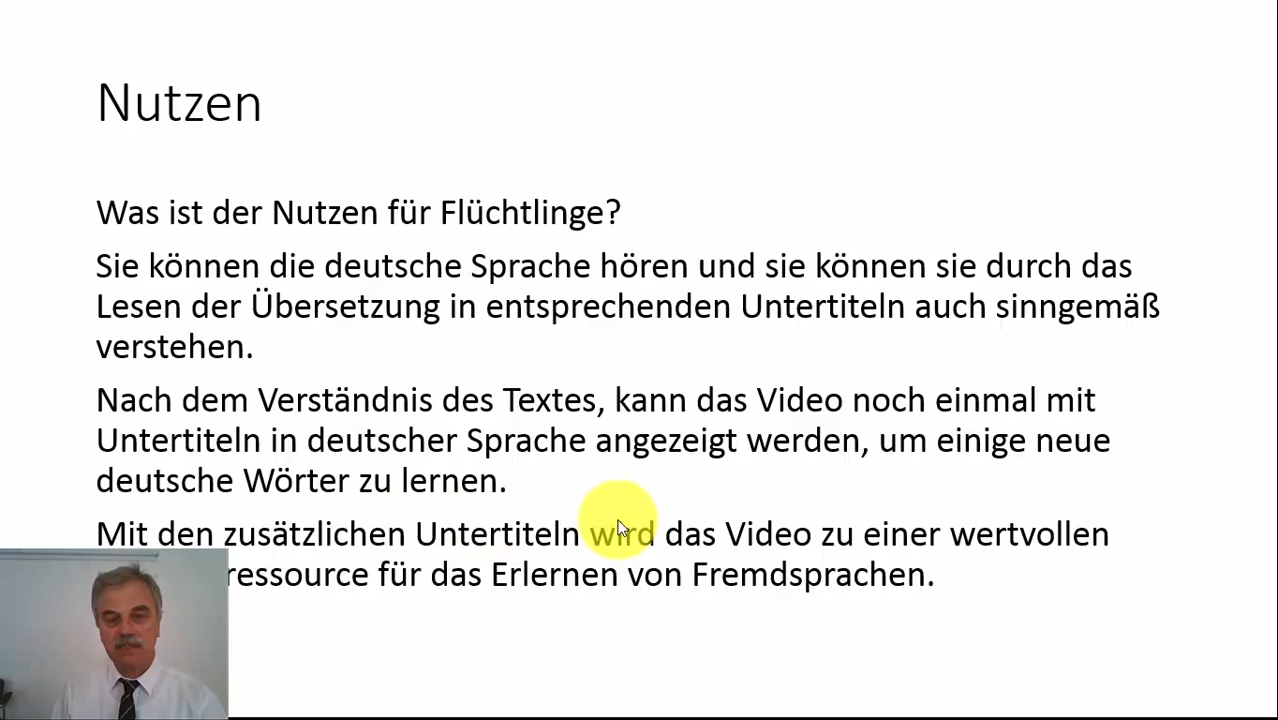 Nutzen
Was ist der Nutzen für Flüchtlinge?
Sie können die deutsche Sprache hören und sie können sie durch das
Lesen der Übersetzung in entsprechenden Untertiteln auch sinngemäß
verstehen.
Nach dem Verständnis des Textes, kann das Video noch einmal mit
Untertiteln in deutscher Sprache angezeigt werden, um einige neue
deutsche Wörter zu lernen.
Mit den zusätzlichen Untertiteln wird das Video zu einer wertvollen
ressource für das Erlernen von Fremdsprachen.